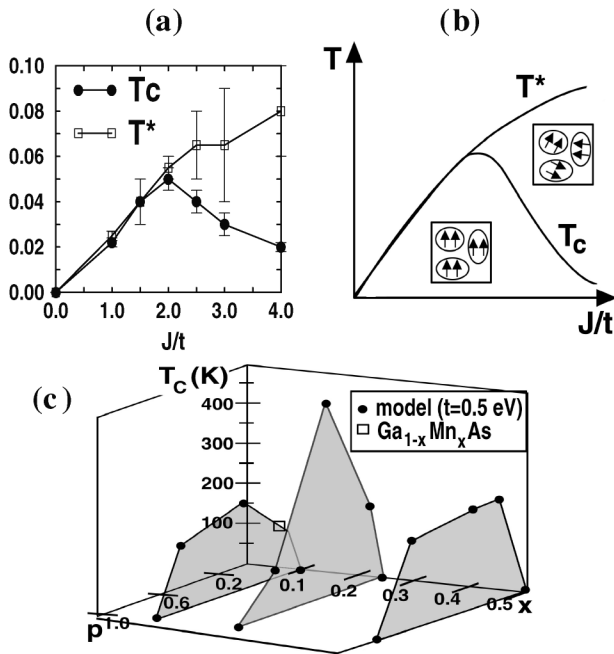 (a)
(b)
0.10
0.08
0.06
0.04
0.02
0.00
Tc
T*
0.0 1.0 2.0 3.0 4.0
J/t
T
T*
Tc
J/t
(c)
TC (K)
400
300
150
100
model (t=0.5 eV)
Ga1-xMnxAs
p
1.0
0.6
0.2
0.1
0.2
0.3
0.4
0.5
x